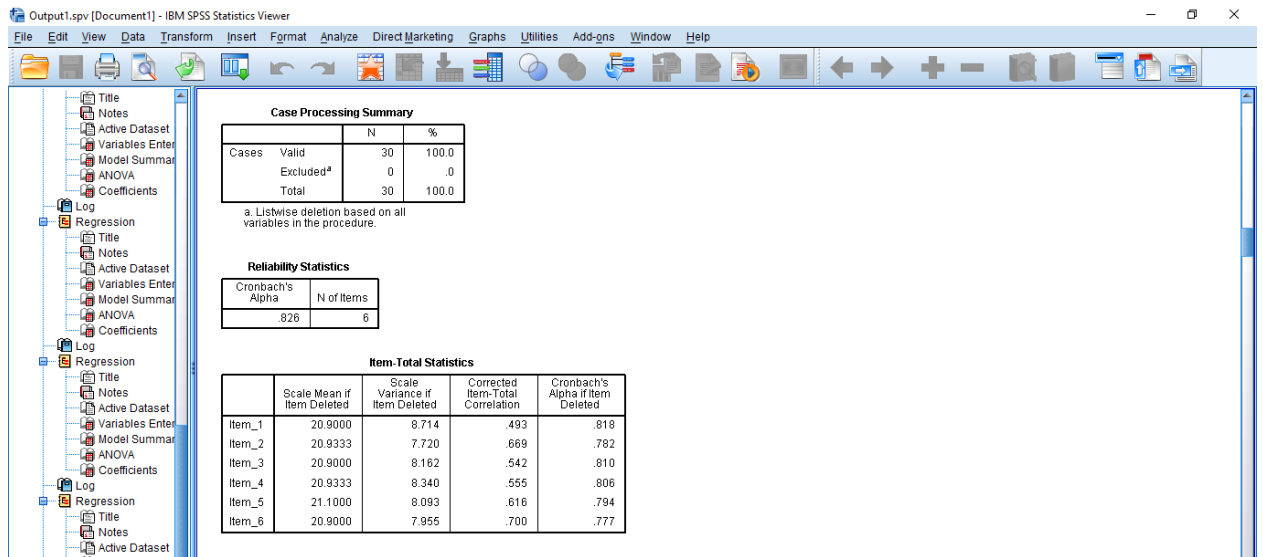 Output1.spv [Document1] - IBM SPSS Statistics Viewer
File Edit View Data Transform Insert Format Analyze Direct Marketing Graphs Utilities Add-ons Window Help
Title
Notes
Active Dataset
Variables Enter
Model Summar
ANOVA
Coefficients
Log
Regression
Title
Notes
Active Dataset
Variables Enter
Model Summar
ANOVA
Coefficients
Log
Regression
Title
Notes
Active Dataset
Variables Enter
Model Summar
ANOVA
Coefficients
Log
Regression
Title
Notes
Active Dataset
Case Processing Summary
N %
Cases Valid 30 100.0
Excludedª 0 .0
Total 30 100.0
a. Listwise deletion based on all
variables in the procedure.
Reliability Statistics
Cronbach's
Alpha N of Items
.826 6
Item-Total Statistics
Scale Mean if
Item Deleted
Scale
Variance if
Item Deleted
Corrected
Item-Total
Correlation
Cronbach's
Alpha if Item
Deleted
Item_1 20.9000 8.714 .493 .818
Item_2 20.9333 7.720 .669 .782
Item_3 20.9000 8.162 .542 .810
Item_4 20.9333 8.340 .555 .806
Item_5 21.1000 8.093 .616 .794
Item_6 20.9000 7.955 .700 .777